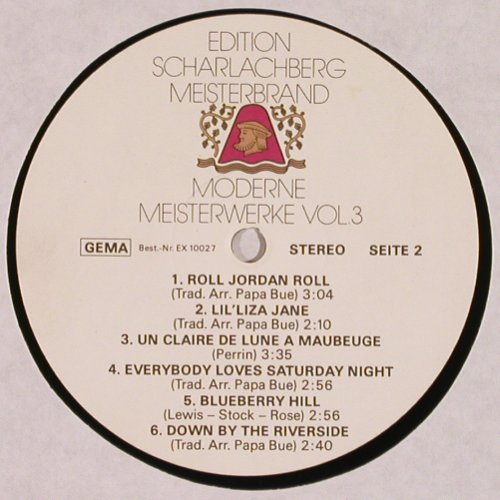 EDITION
SCHARLACHBERG
MEISTERBRAND
MODERNE
MEISTERWERKE VOL.3
GEMA Best.-Nr. EX 10027 STEREO SEITE 2
1. ROLL JORDAN ROLL
(Trad. Arr. Papa Bue) 3:04
2. LIL'LIZA JANE
(Trad. Arr. Papa Bue) 2:10
3. UN CLAIRE DE LUNE A MAUBEUGE
(Perrin) 3:35
4. EVERYBODY LOVES SATURDAY NIGHT
(Trad. Arr. Papa Bue) 2:56
5. BLUEBERRY HILL
(Lewis – Stock – Rose) 2:56
6. DOWN BY THE RIVERSIDE
(Trad. Arr. Papa Bue) 2:40